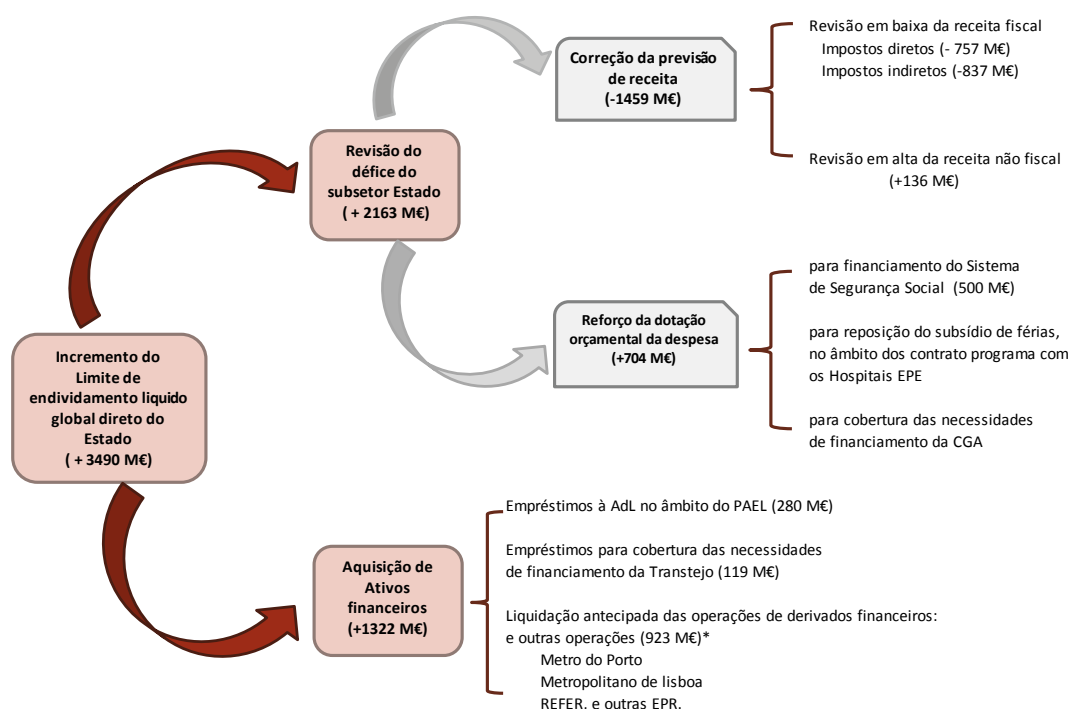 Incremento do
Limite de
endividamento liquido
global direto do
Estado
( + 3490 M€)
Revisão do
défice do
subsetor Estado
( + 2163 M€)
Correção da previsão
de receita
(-1459 M€)
Revisão em baixa da receita fiscal
Impostos diretos (- 757 M€)
Impostos indiretos (-837 M€)
Revisão em alta da receita não fiscal
(+136 M€)
Reforço da dotação
orçamental da despesa
(+704 M€)
para financiamento do Sistema
de Segurança Social (500 M€)
para reposição do subsídio de férias,
no âmbito dos contrato programa com
os Hospitais EPE
para cobertura das necessidades
de financiamento da CGA
Aquisição de
Ativos
financeiros
(+1322 M€)
Empréstimos à AdL no âmbito do PAEL (280 M€)
Empréstimos para cobertura das necessidades
de financiamento da Transtejo (119 M€)
Liquidação antecipada das operações de derivados financeiros:
e outras operações (923 M€)*
Metro do Porto
Metropolitano de lisboa
REFER, e outras EPR.